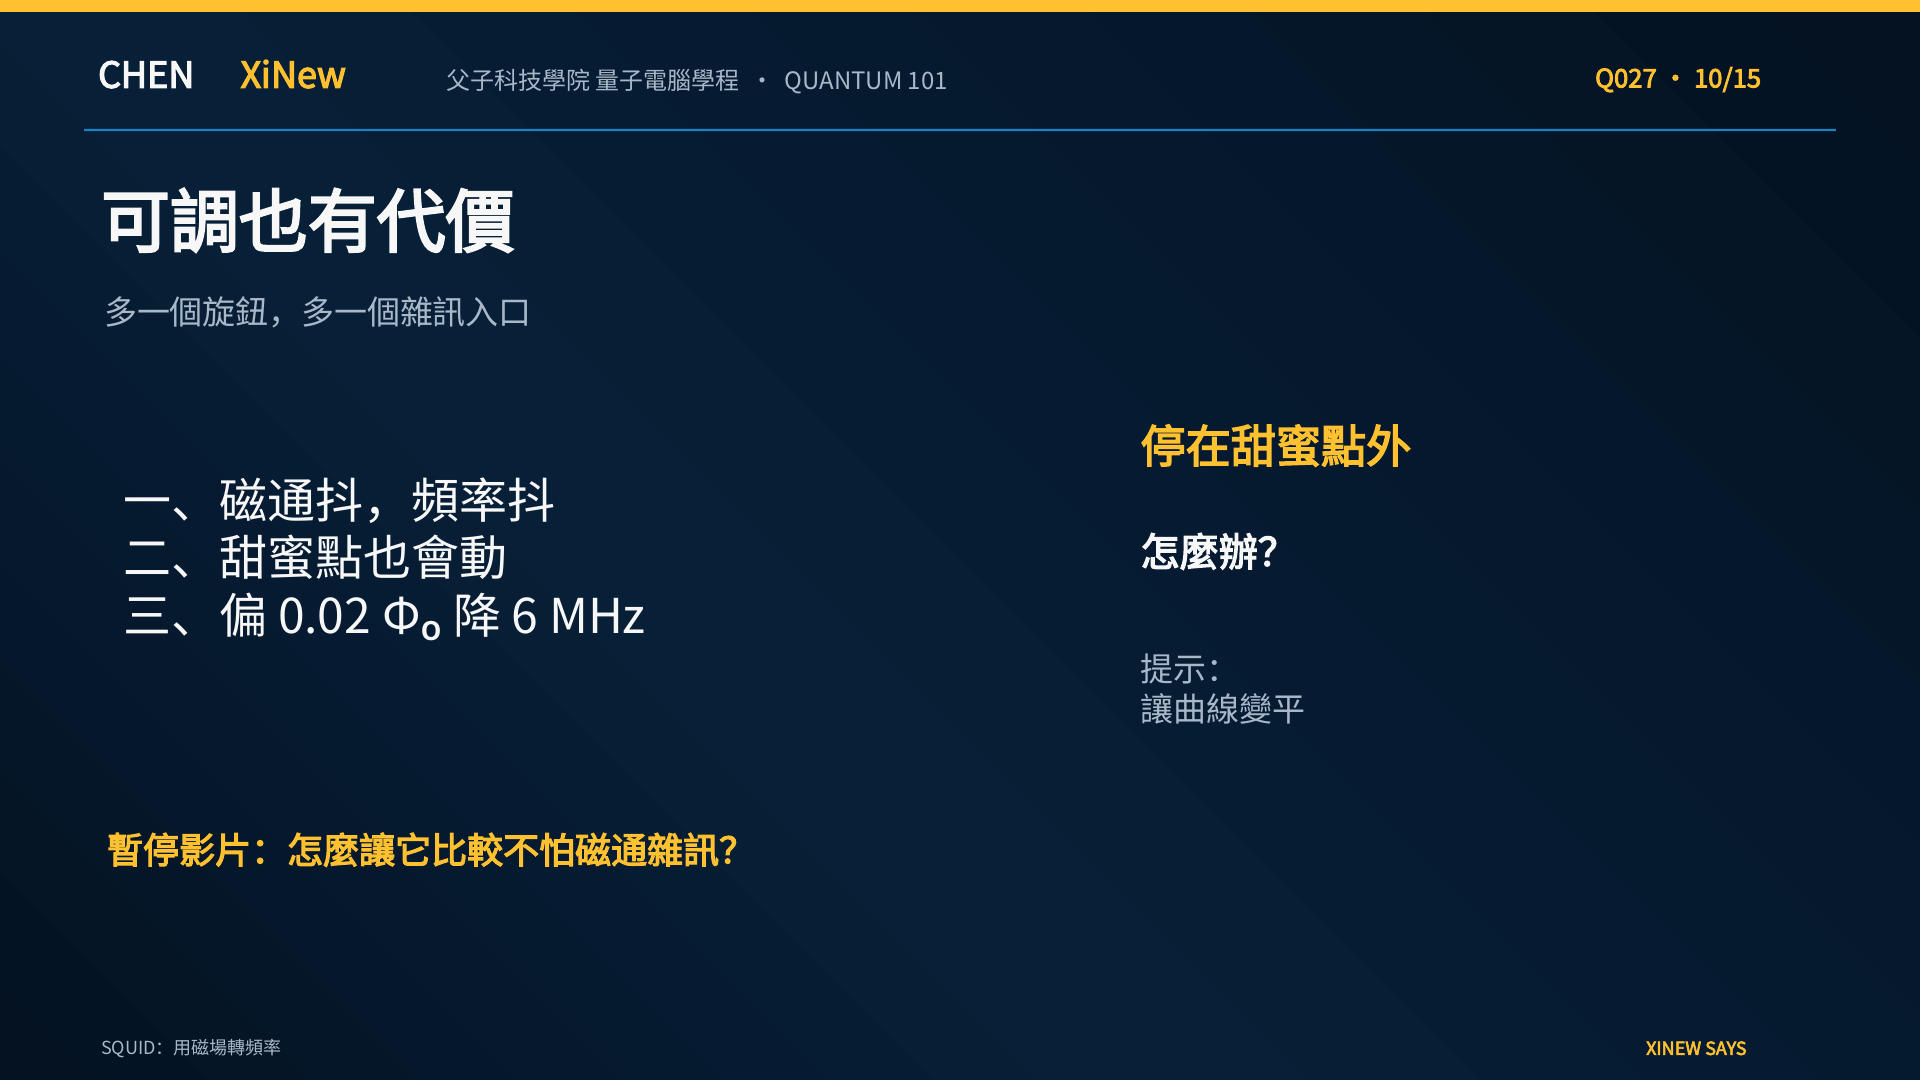 CHEN XiNew 父子科技學院 量子電腦學程 • QUANTUM 101 Q027 • 10/15
可調也有代價
多一個旋鈕，多一個雜訊入口
一、磁通抖，頻率抖
二、甜蜜點也會動
三、偏 0.02 Φ₀ 降 6 MHz
停在甜蜜點外
怎麼辦？
提示：
讓曲線變平
暫停影片：怎麼讓它比較不怕磁通雜訊？
SQUID：用磁場轉頻率 XINEW SAYS